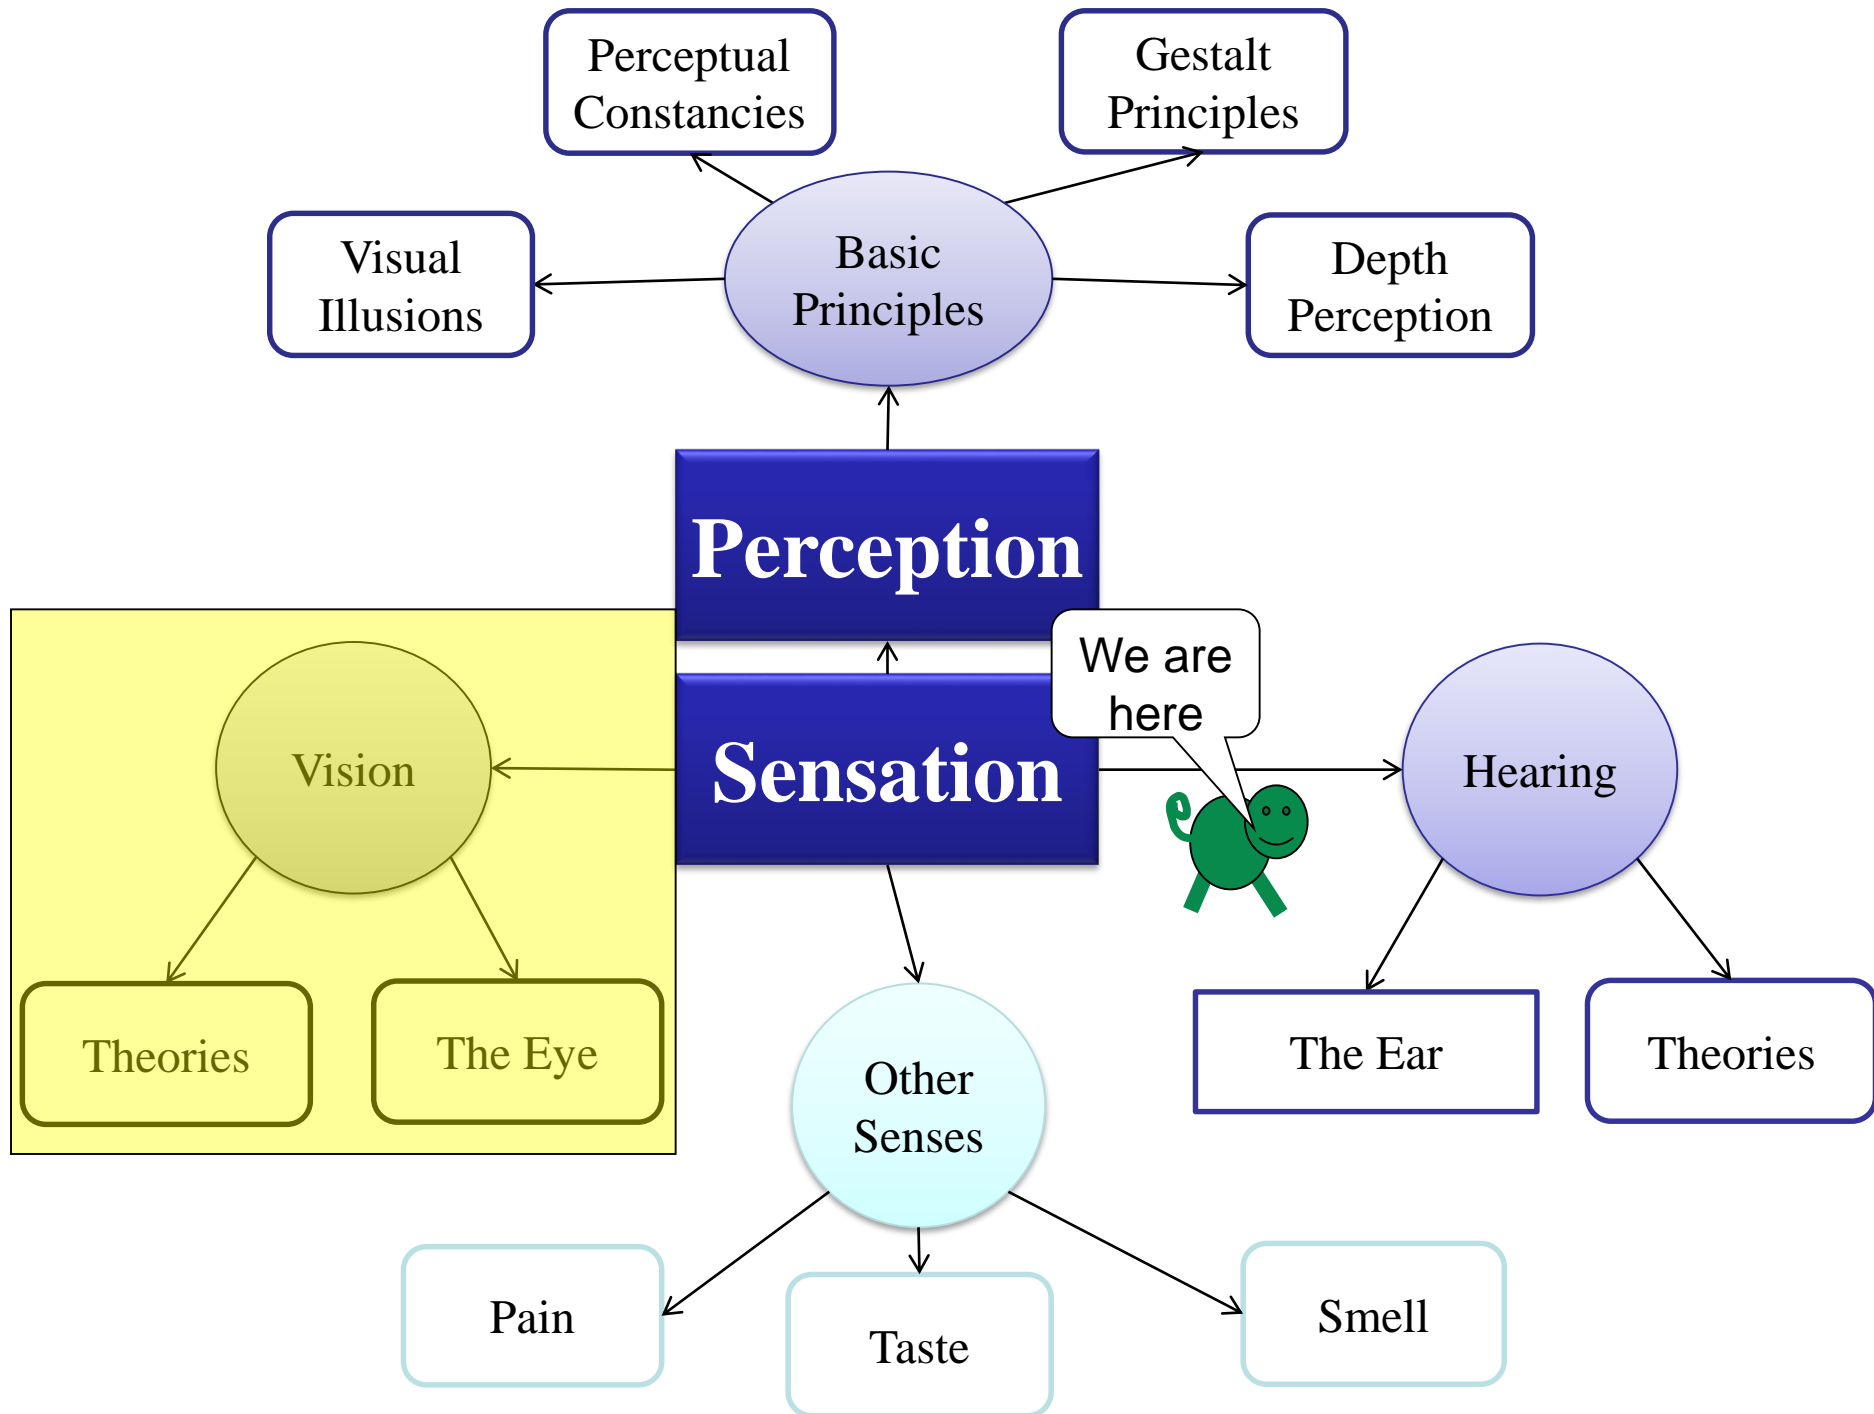 Perceptual
Constancies
Gestalt
Principles
Visual
Illusions
Basic
Principles
Depth
Perception
Perception
We are
here
Vision
Sensation
Hearing
Theories
The Eye
Other
Senses
The Ear
Theories
Pain
Taste
Smell